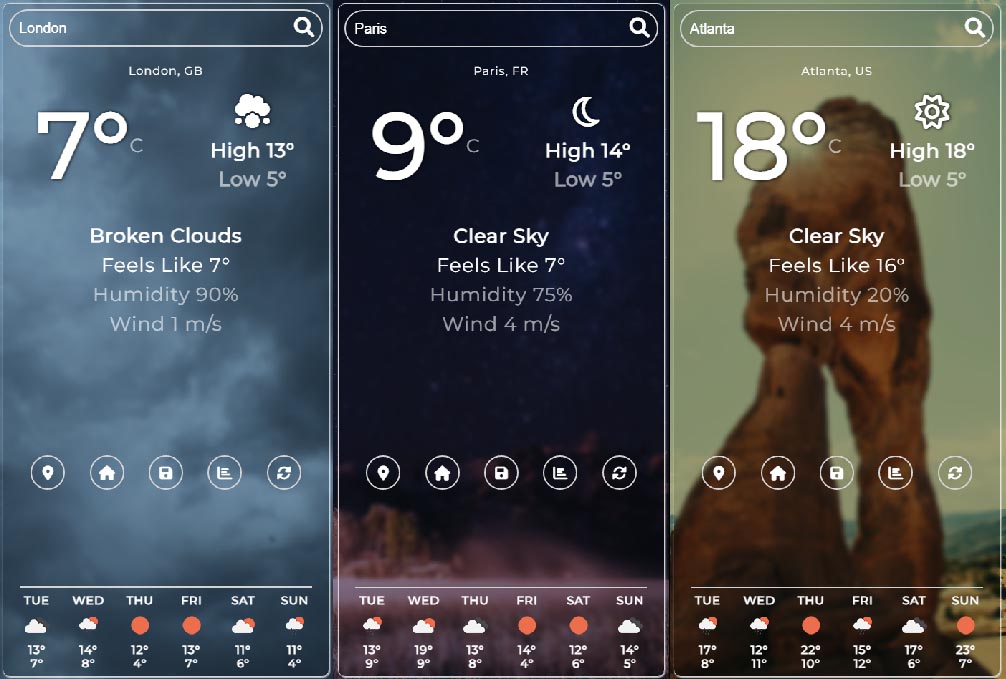 London
London, GB
7° C
High 13°
Low 5°
Broken Clouds
Feels Like 7°
Humidity 90%
Wind 1 m/s
TUE WED THU FRI SAT SUN
13° 14° 12° 13° 11° 11°
7° 8° 4° 7° 6° 4°
Paris
Paris, FR
9° C
High 14°
Low 5°
Clear Sky
Feels Like 7°
Humidity 75%
Wind 4 m/s
TUE WED THU FRI SAT SUN
13° 19° 13° 14° 12° 14°
9° 9° 8° 4° 6° 5°
Atlanta
Atlanta, US
18° C
High 18°
Low 5°
Clear Sky
Feels Like 16°
Humidity 20%
Wind 4 m/s
TUE WED THU FRI SAT SUN
17° 12° 22° 15° 17° 23°
8° 11° 10° 12° 6° 7°